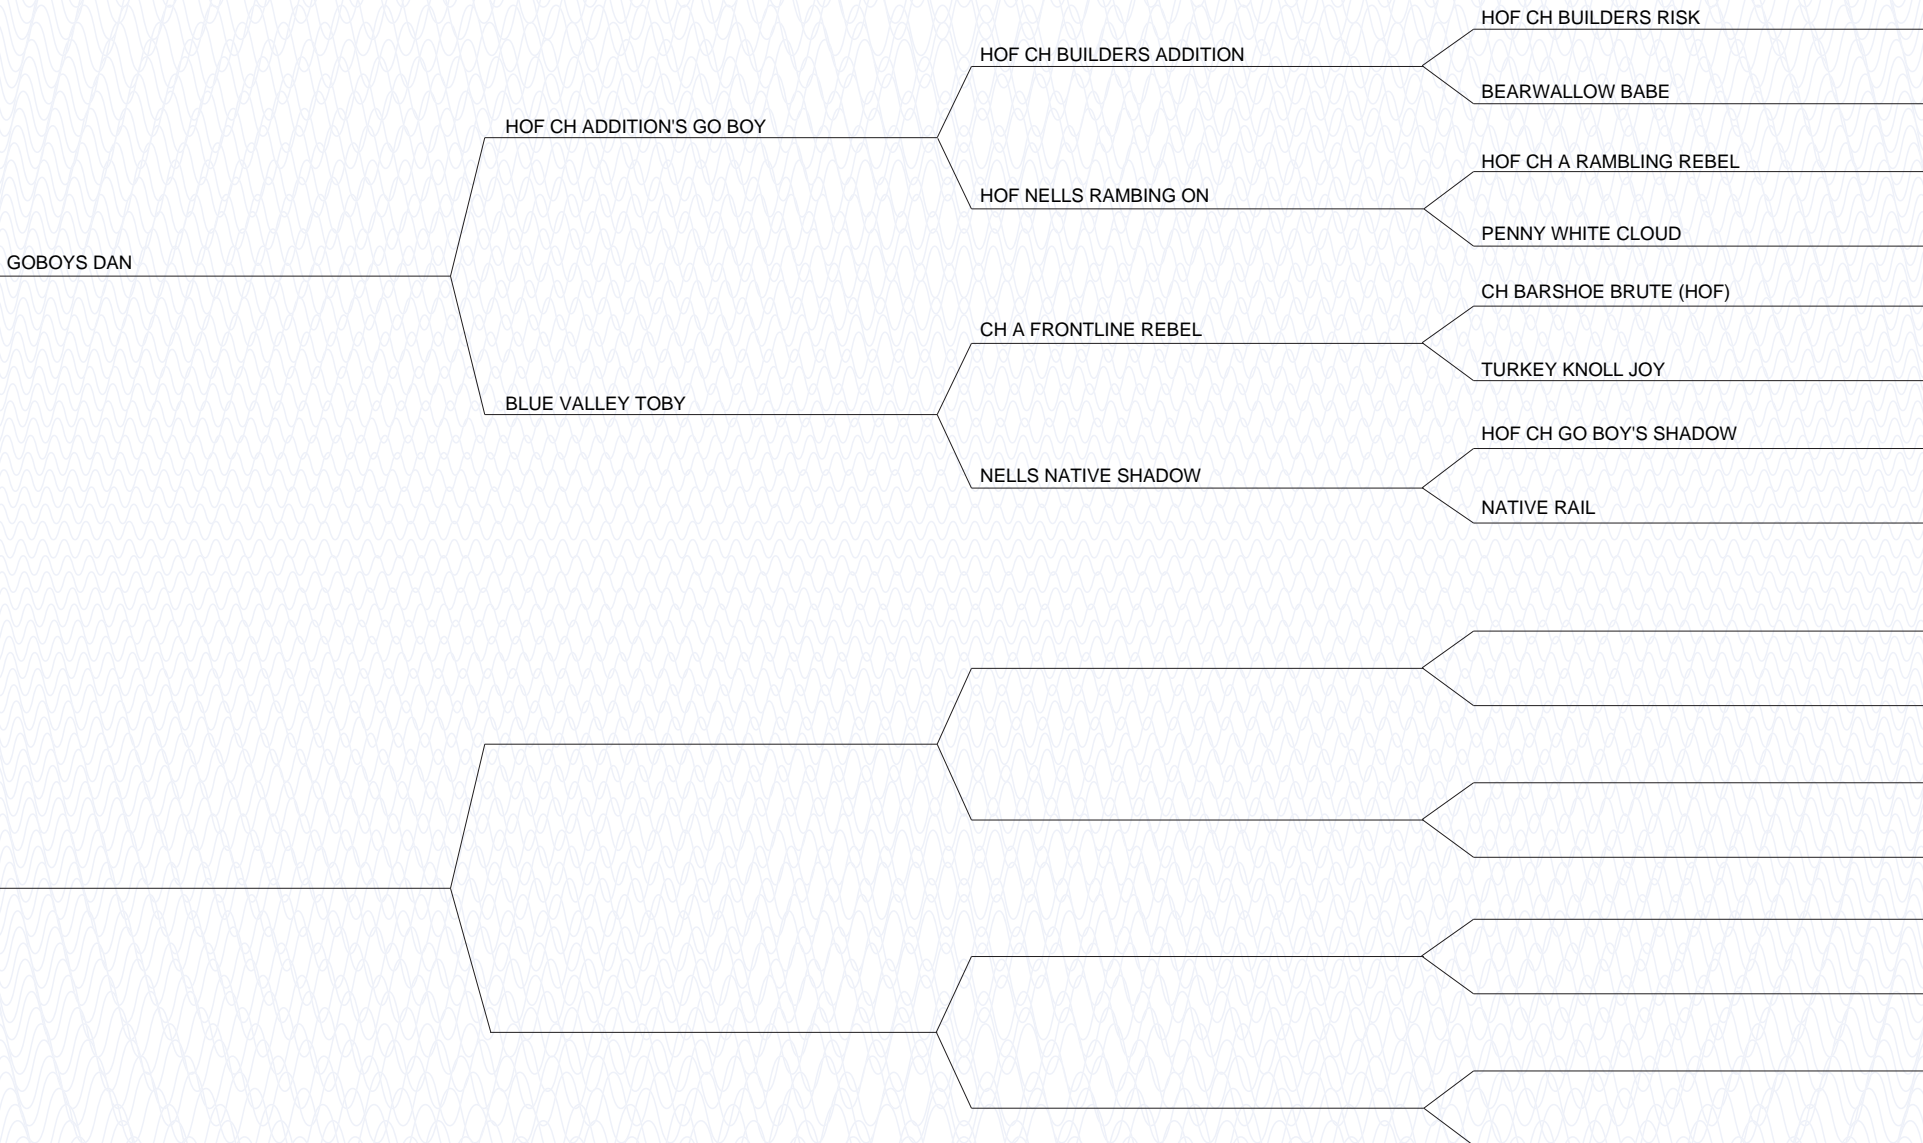 HOF CH BUILDERS RISK
HOF CH BUILDERS ADDITION
BEARWALLOW BABE
HOF CH ADDITION'S GO BOY
HOF CH A RAMBLING REBEL
HOF NELLS RAMBING ON
PENNY WHITE CLOUD
GOBOYS DAN
CH BARSHOE BRUTE (HOF)
CH A FRONTLINE REBEL
TURKEY KNOLL JOY
BLUE VALLEY TOBY
HOF CH GO BOY'S SHADOW
NELLS NATIVE SHADOW
NATIVE RAIL